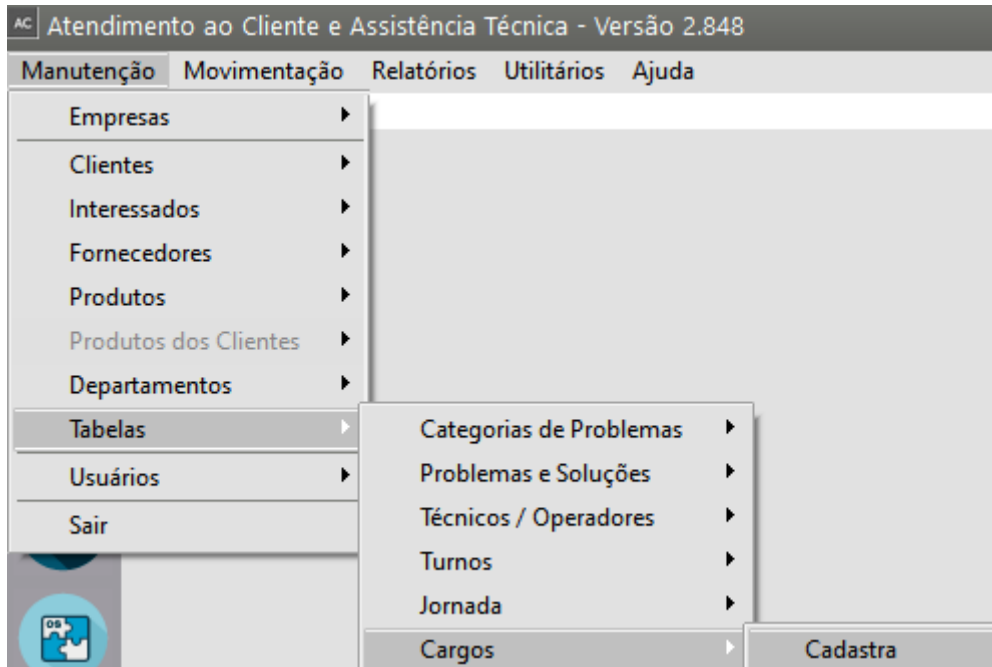 AC Atendimento ao Cliente e Assistência Técnica - Versão 2.848
Manutenção Movimentação Relatórios Utilitários Ajuda
Empresas
Clientes
Interessados
Fornecedores
Produtos
Produtos dos Clientes
Departamentos
Tabelas
Usuários
Sair
Categorias de Problemas
Problemas e Soluções
Técnicos / Operadores
Turnos
Jornada
Cargos
Cadastra
OS